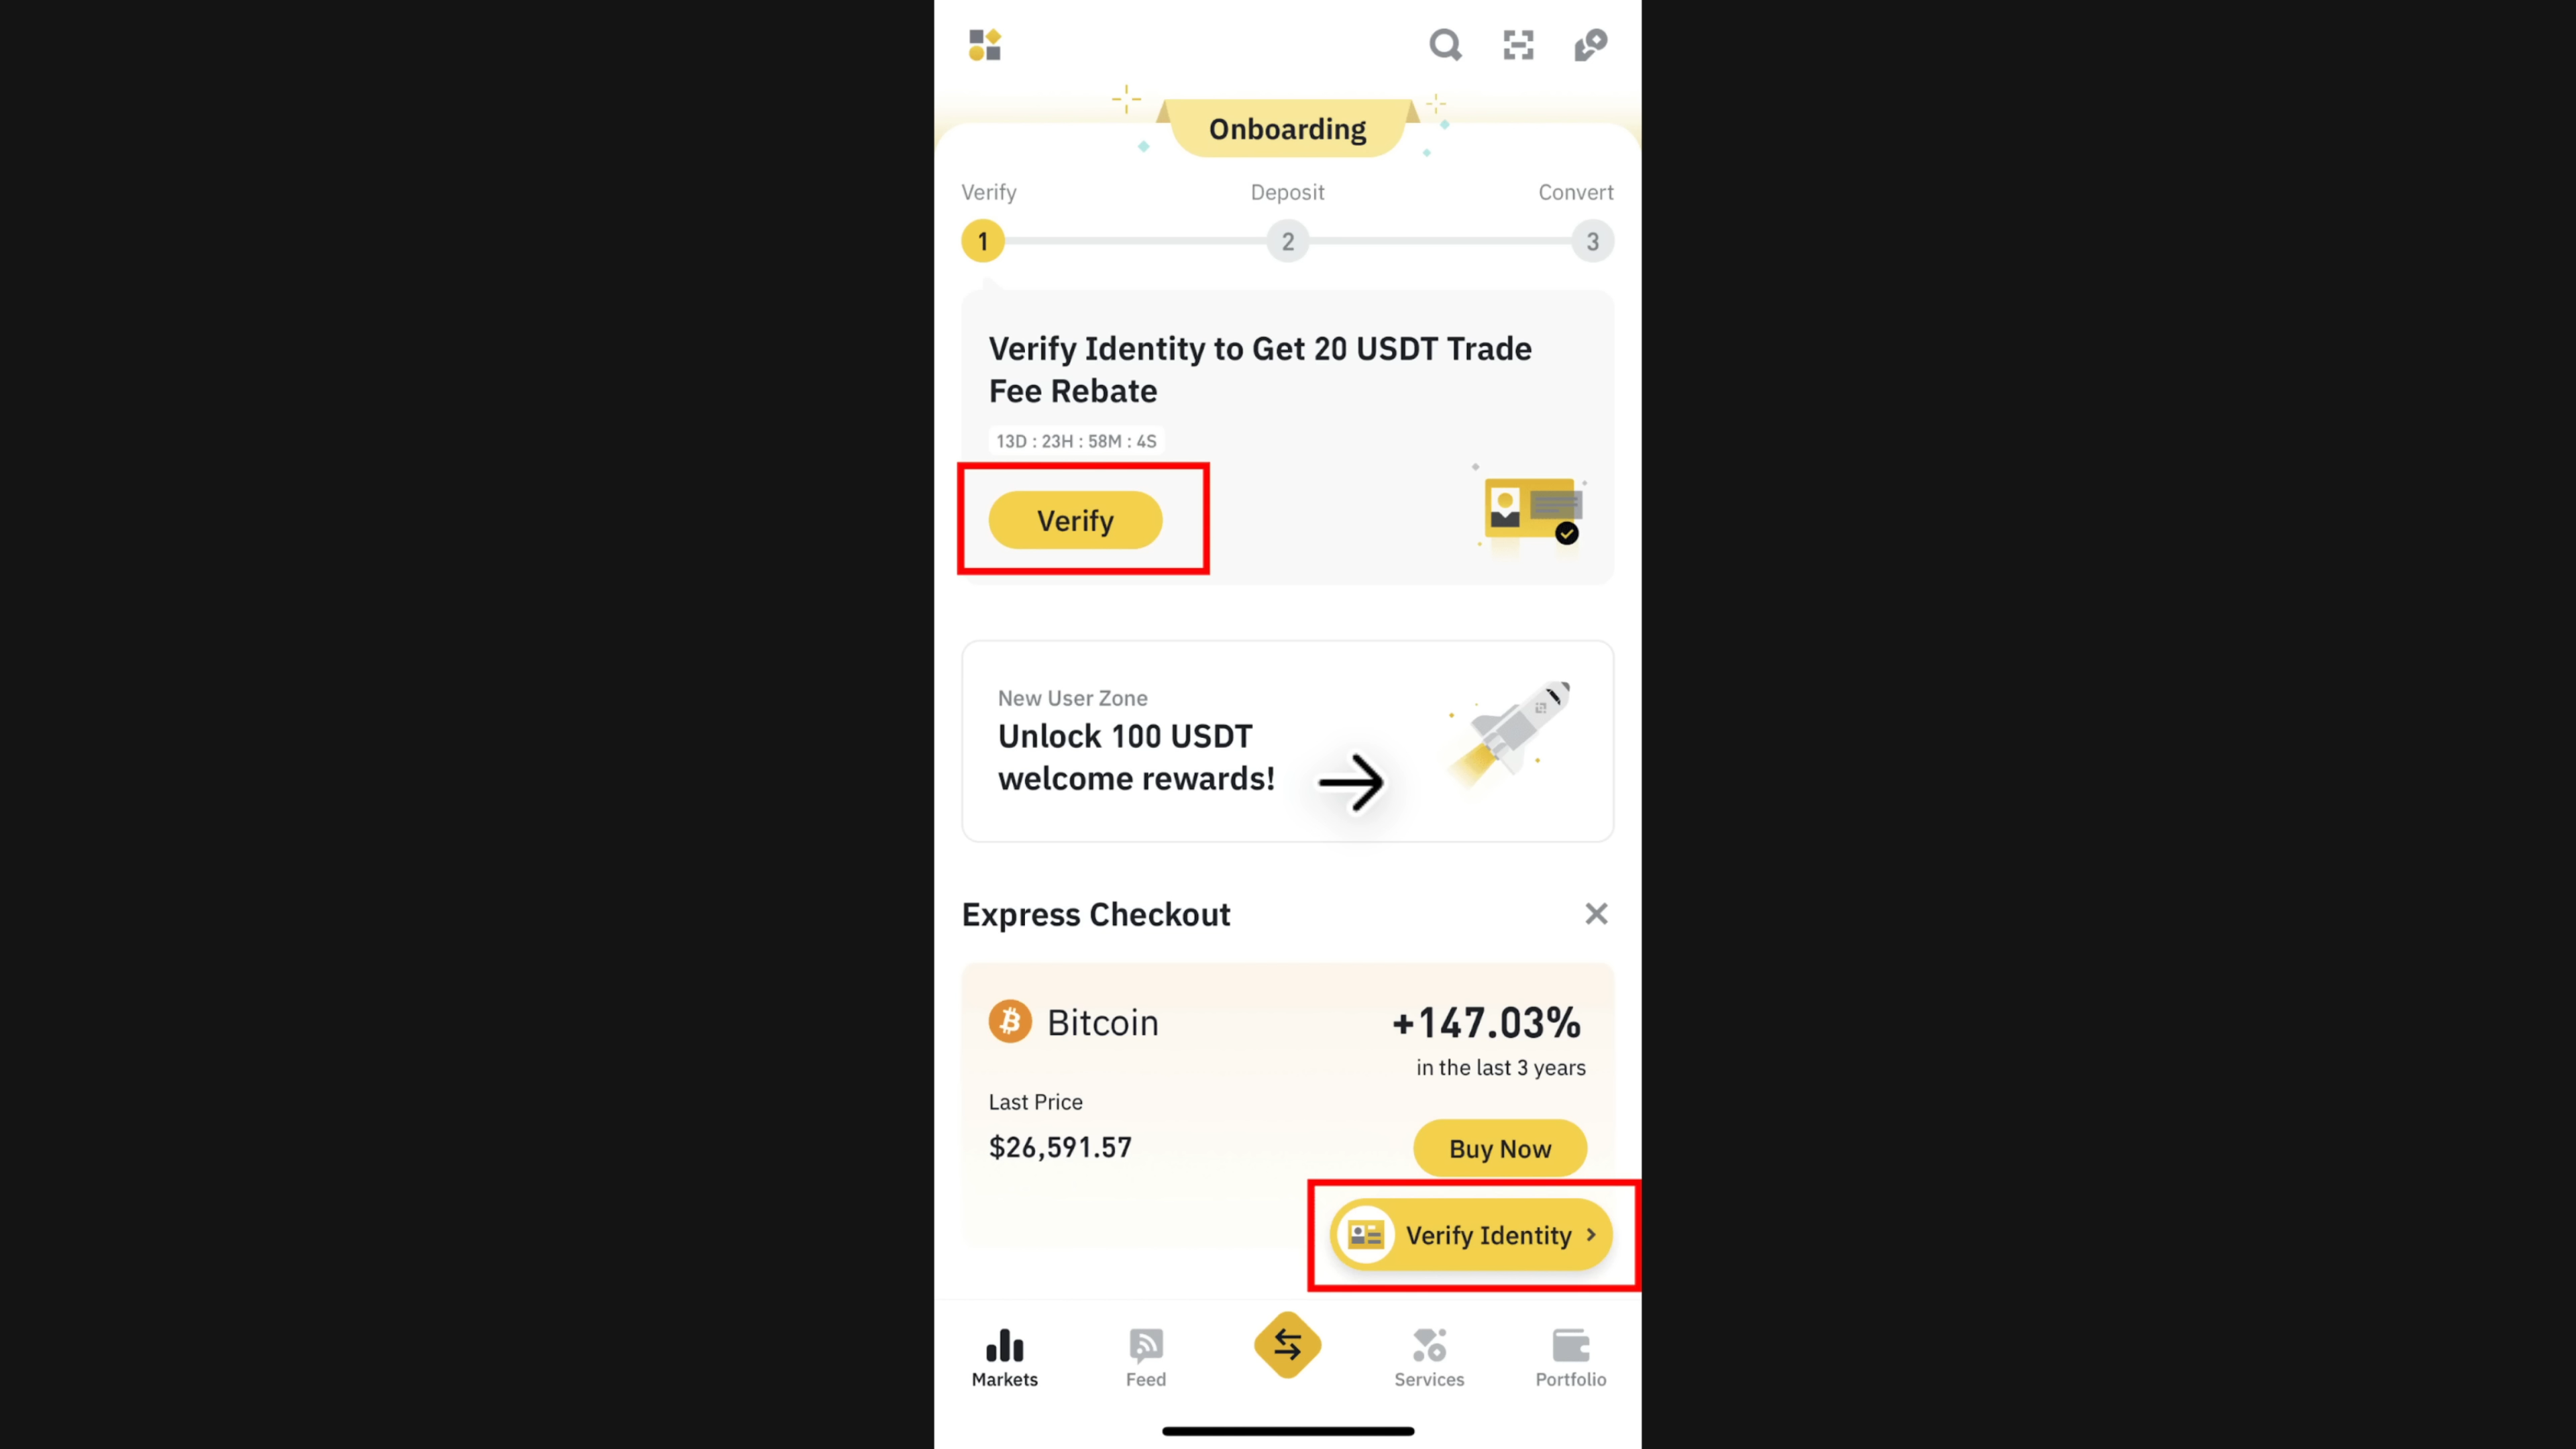 Onboarding
Verify
Deposit
Convert
1
2
3
Verify Identity to Get 20 USDT Trade
Fee Rebate
13D : 23H : 58M : 4S
Verify
New User Zone
Unlock 100 USDT
welcome rewards!
Express Checkout
Bitcoin
+147.03%
in the last 3 years
Last Price
$26,591.57
Buy Now
Verify Identity
Markets
Feed
Services
Portfolio